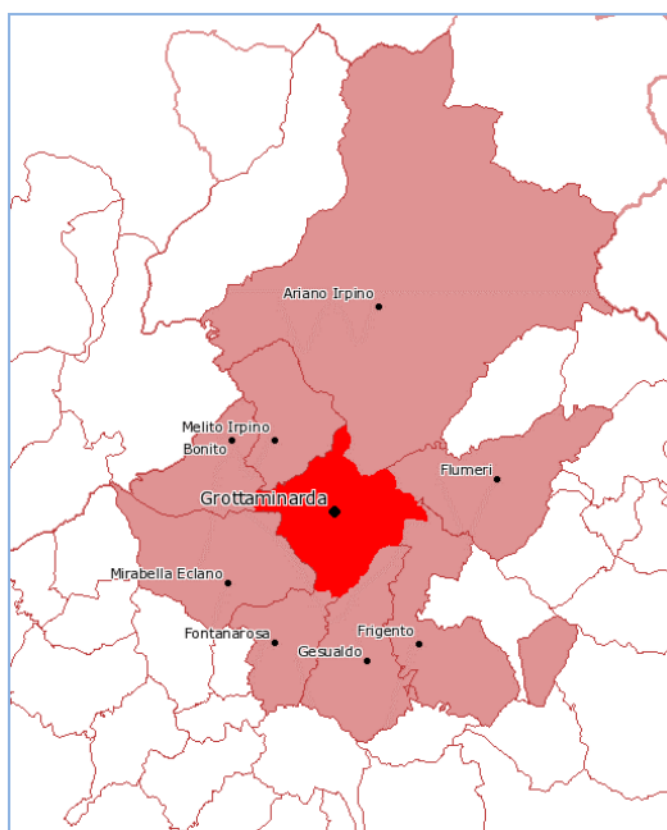 Ariano Irpino
Melito Irpino
Bonito
Flumeri
Grottaminarda
Mirabella Eclano
Fontanarosa
Frigento
Gesualdo